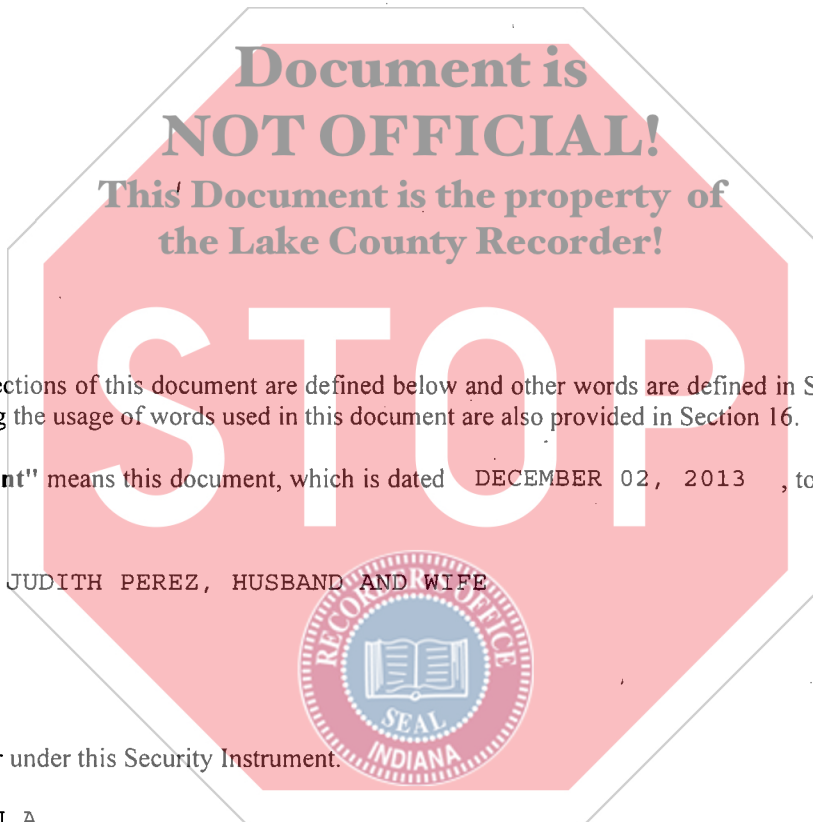 Document is
NOT OFFICIAL!
This Document is the property of
the Lake County Recorder!
STOP
ections of this document are defined below and other words are defined in S
g the usage of words used in this document are also provided in Section 16.
nt" means this document, which is dated DECEMBER 02, 2013 , to
JUDITH PEREZ, HUSBAND AND WIFE
RECORDER'S OFFICE
SEAL
INDIANA
r under this Security Instrument.